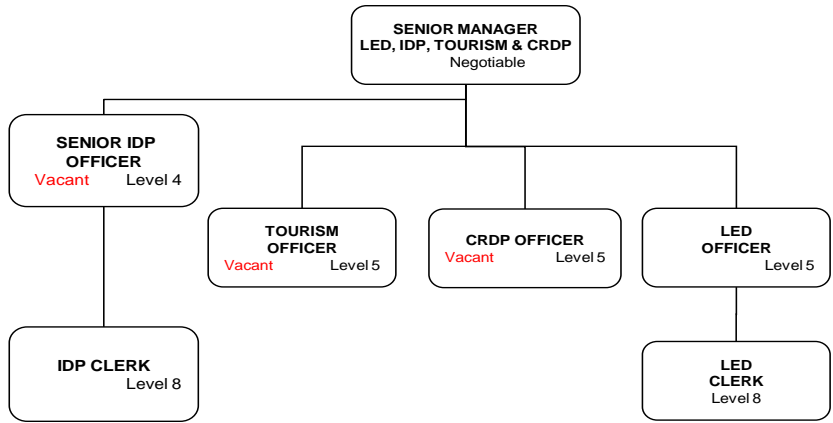 SENIOR MANAGER
LED, IDP, TOURISM & CRDP
Negotiable
SENIOR IDP
OFFICER
Vacant Level 4
TOURISM
OFFICER
Vacant Level 5
CRDP OFFICER
Vacant Level 5
LED
OFFICER
Level 5
IDP CLERK
Level 8
LED
CLERK
Level 8